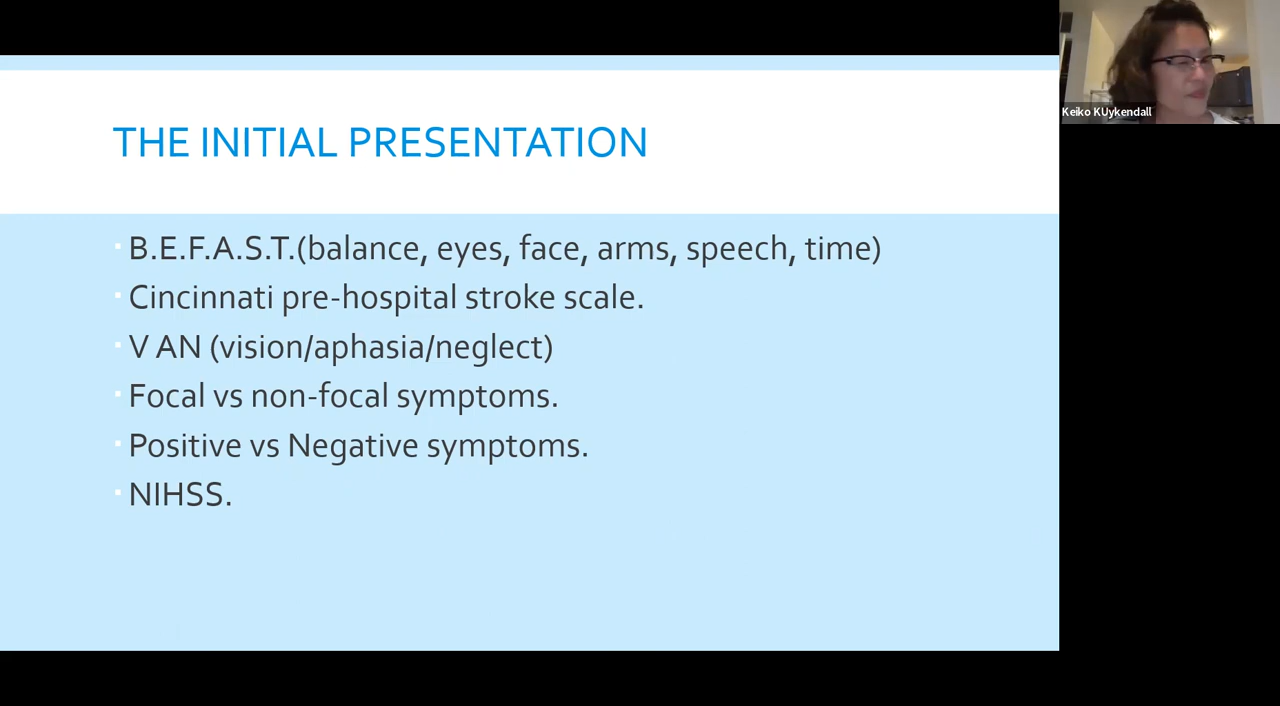 THE INITIAL PRESENTATION
B.E.F.A.S.T.(balance, eyes, face, arms, speech, time)
Cincinnati pre-hospital stroke scale.
V AN (vision/aphasia/neglect)
Focal vs non-focal symptoms.
Positive vs Negative symptoms.
NIHSS.
Keiko KUykendall